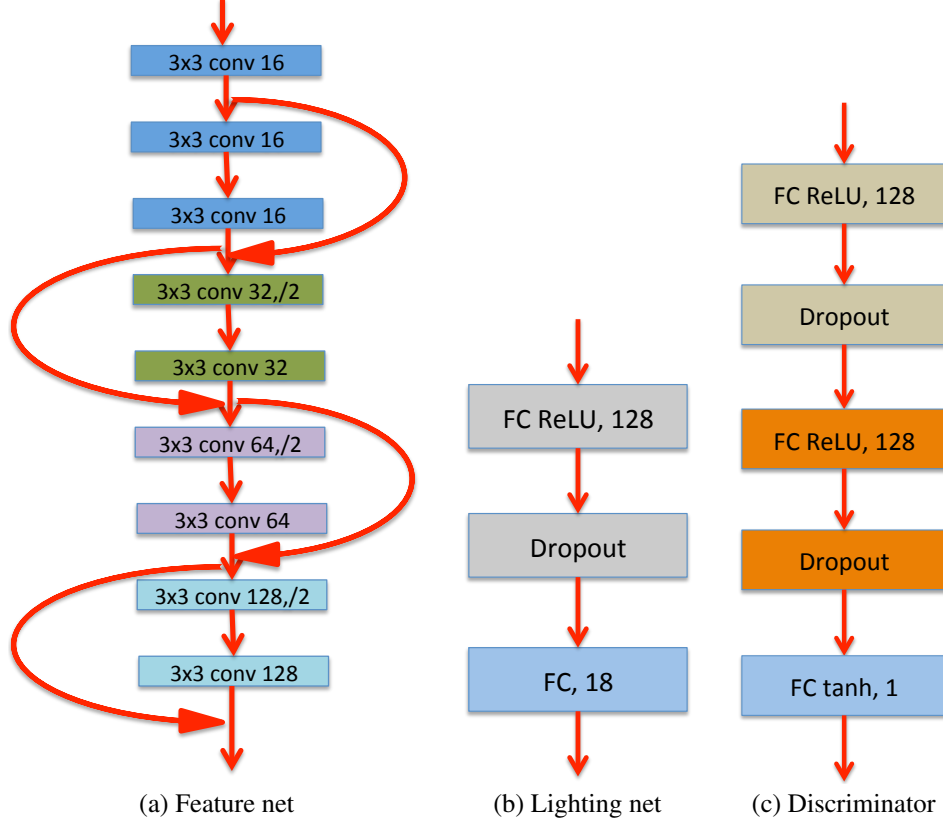 3x3 conv 16
3x3 conv 16
3x3 conv 16
3x3 conv 32,/2
3x3 conv 32
3x3 conv 64,/2
3x3 conv 64
3x3 conv 128,/2
3x3 conv 128
(a) Feature net
FC ReLU, 128
Dropout
FC, 18
(b) Lighting net
FC ReLU, 128
Dropout
FC ReLU, 128
Dropout
FC tanh, 1
(c) Discriminator